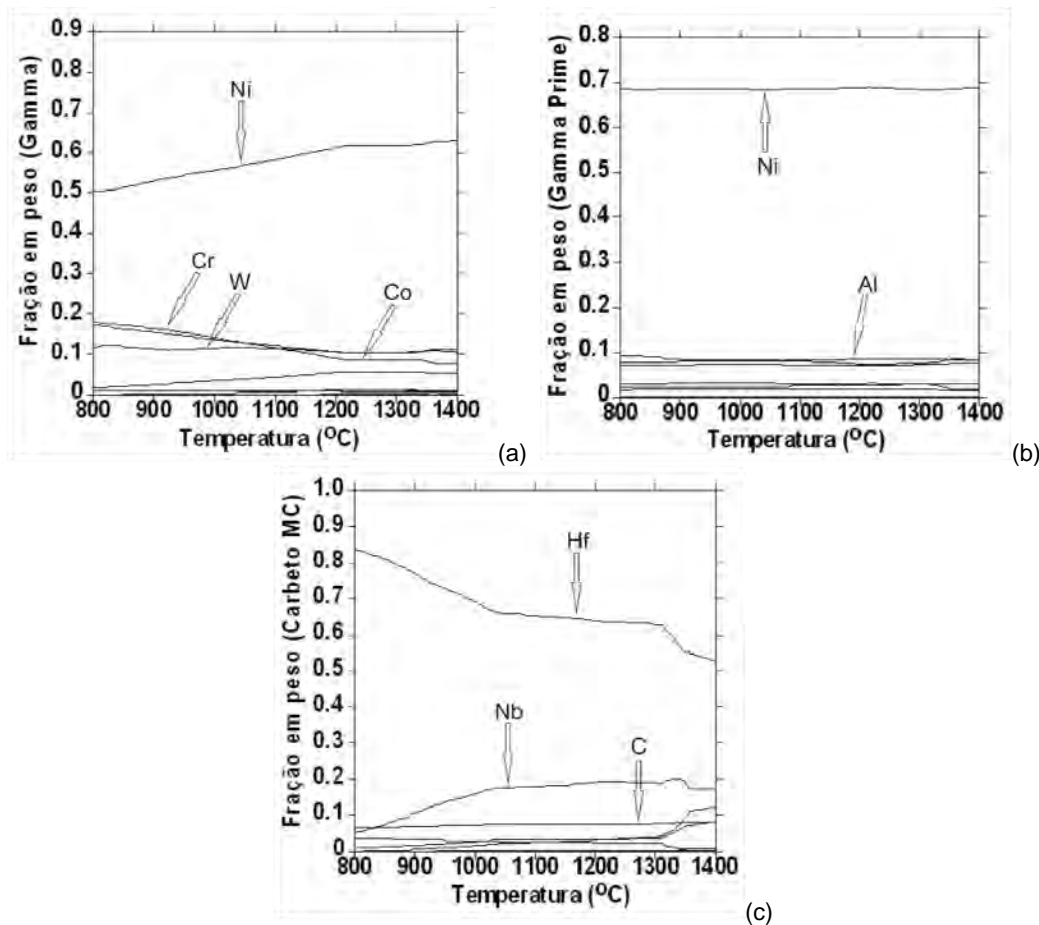 Fração em peso (Gamma)
0.9
0.8
0.7
0.6
0.5
0.4
0.3
0.2
0.1
0
Ni
Cr
W
Co
800 900 1000 1100 1200 1300 1400
Temperatura (ºC)
(a)
Fração em peso (Gamma Prime)
0.8
0.7
0.6
0.5
0.4
0.3
0.2
0.1
0
Ni
Al
800 900 1000 1100 1200 1300 1400
Temperatura (ºC)
(b)
Fração em peso (Carbeto MC)
1.0
0.9
0.8
0.7
0.6
0.5
0.4
0.3
0.2
0.1
0
Hf
Nb
C
800 900 1000 1100 1200 1300 1400
Temperatura (ºC)
(c)